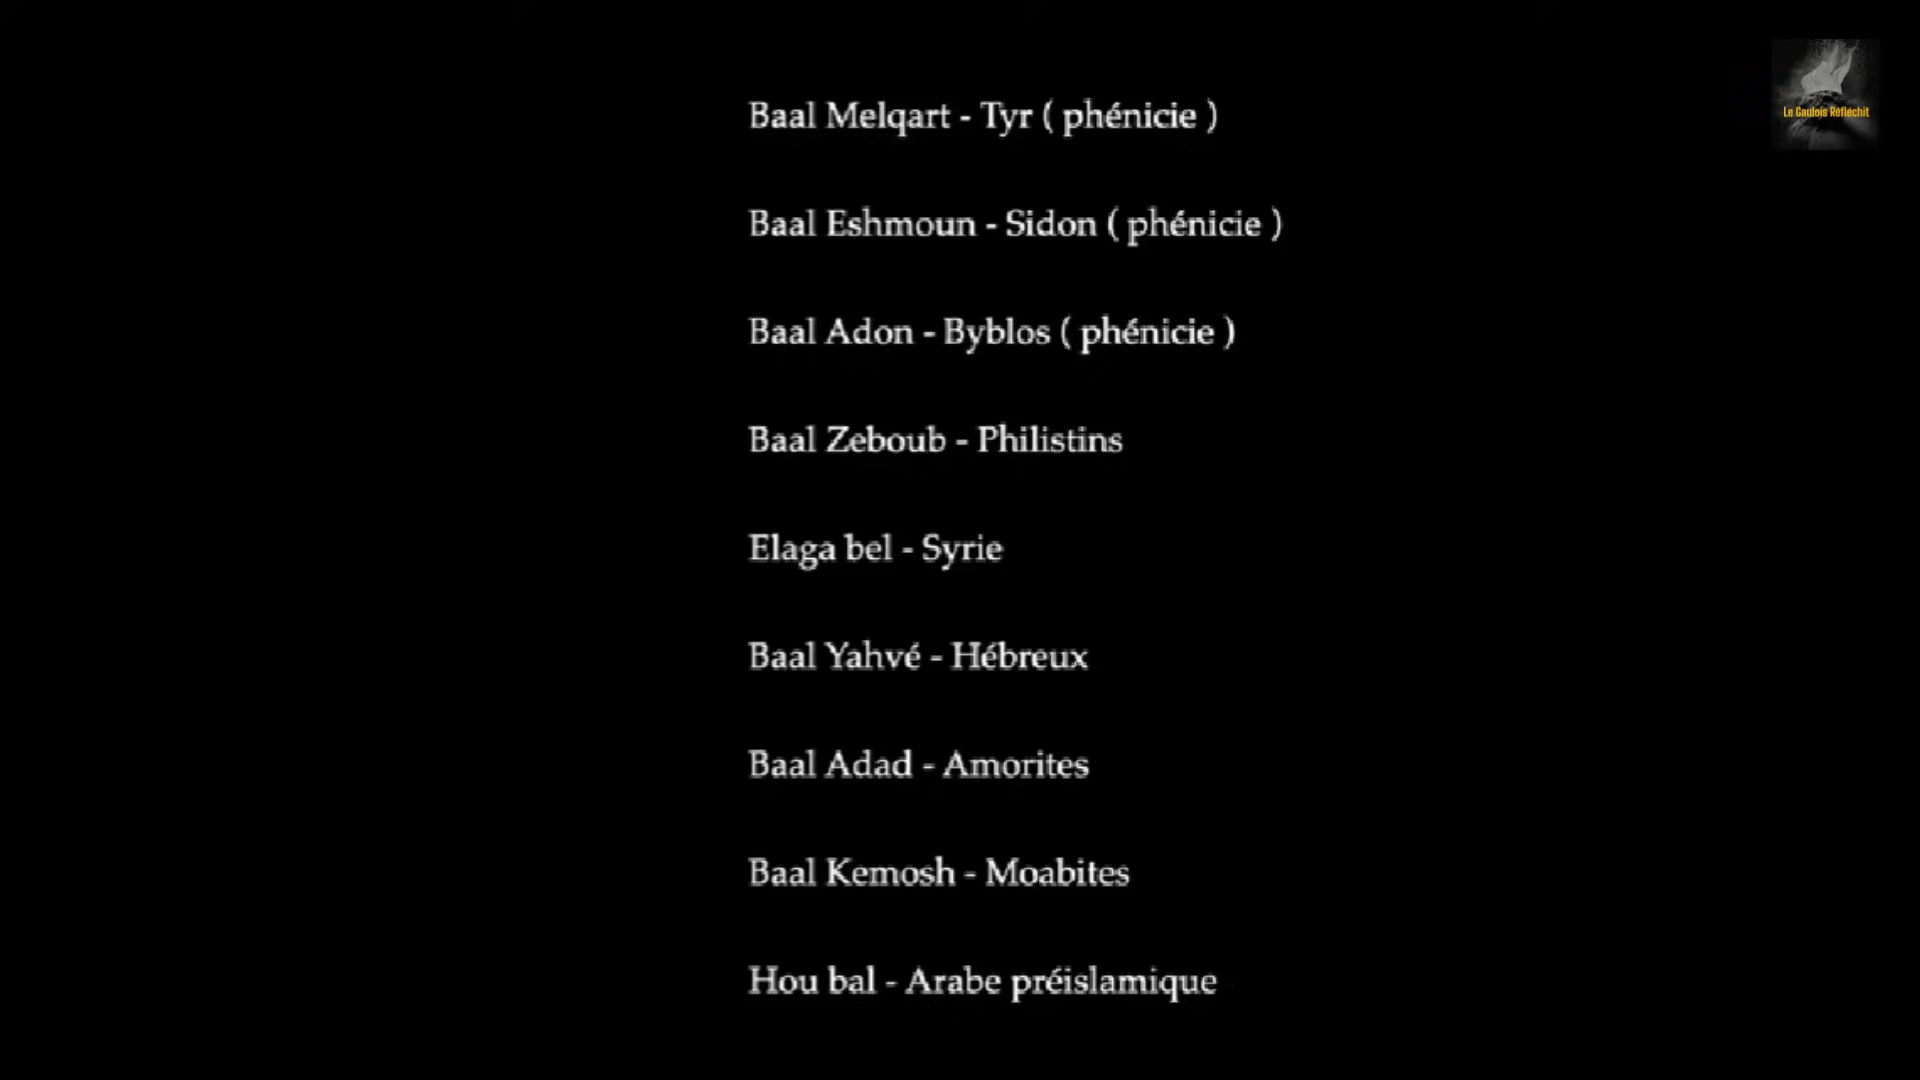 Baal Melqart - Tyr ( phénicie )
Le Gaulois Réfléchit
Baal Eshmoun - Sidon ( phénicie )
Baal Adon - Byblos ( phénicie )
Baal Zeboub - Philistins
Elaga bel - Syrie
Baal Yahvé - Hébreux
Baal Adad - Amorites
Baal Kemosh - Moabites
Hou bal - Arabe préislamique